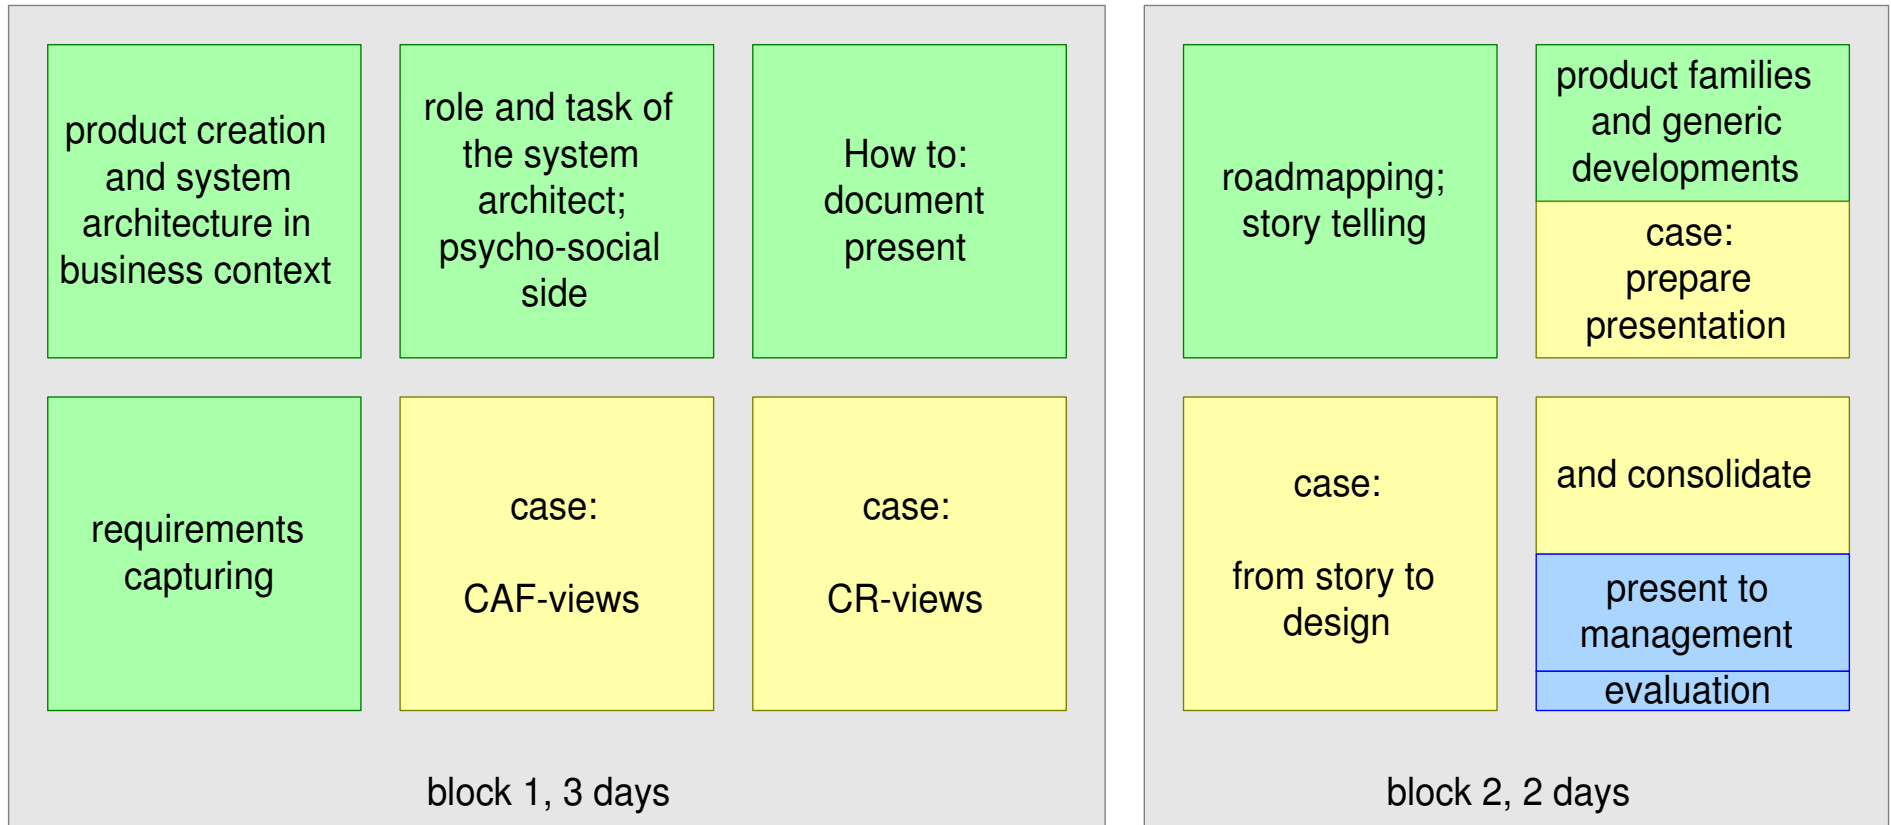 product creation
and system
architecture in
business context
role and task of
the system
architect;
psycho-social
side
How to:
document
present
requirements
capturing
case:
CAF-views
case:
CR-views
block 1, 3 days
roadmapping;
story telling
product families
and generic
developments
case:
prepare
presentation
case:
from story to
design
and consolidate
present to
management
evaluation
block 2, 2 days